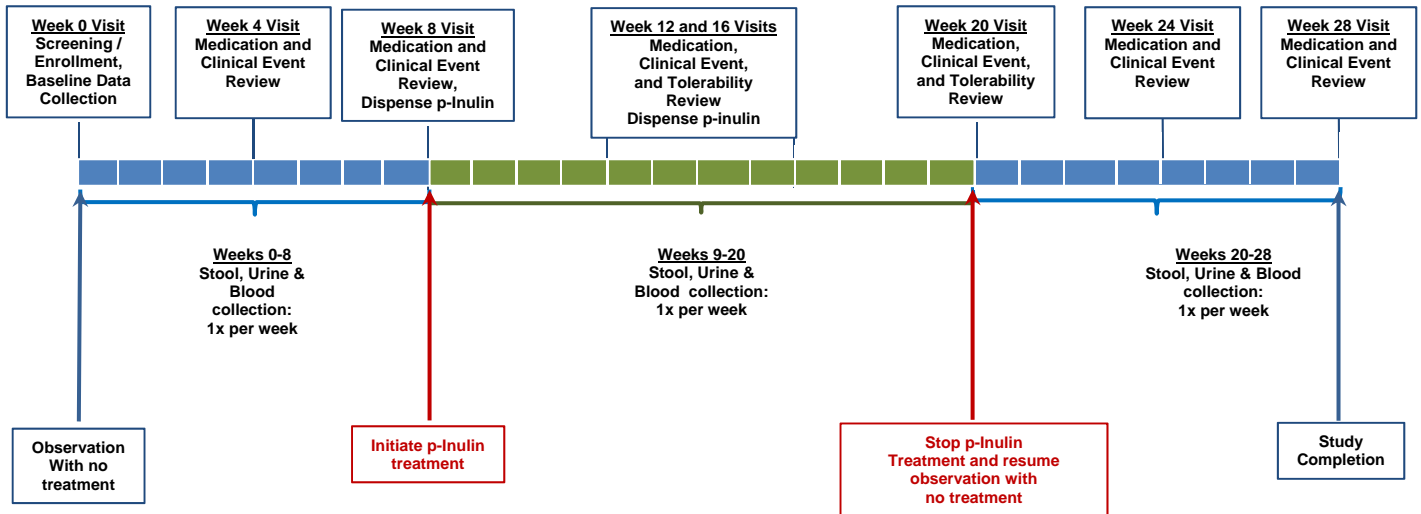 Week 0 Visit
Screening /
Enrollment,
Baseline Data
Collection
Week 4 Visit
Medication and
Clinical Event
Review
Week 8 Visit
Medication and
Clinical Event
Review,
Dispense p-Inulin
Week 12 and 16 Visits
Medication,
Clinical Event,
and Tolerability
Review
Dispense p-inulin
Week 20 Visit
Medication,
Clinical Event,
and Tolerability
Review
Week 24 Visit
Medication and
Clinical Event
Review
Week 28 Visit
Medication and
Clinical Event
Review
Weeks 0-8
Stool, Urine &
Blood
collection:
1x per week
Weeks 9-20
Stool, Urine &
Blood collection:
1x per week
Weeks 20-28
Stool, Urine & Blood
collection:
1x per week
Observation
With no
treatment
Initiate p-Inulin
treatment
Stop p-Inulin
Treatment and resume
observation with
no treatment
Study
Completion